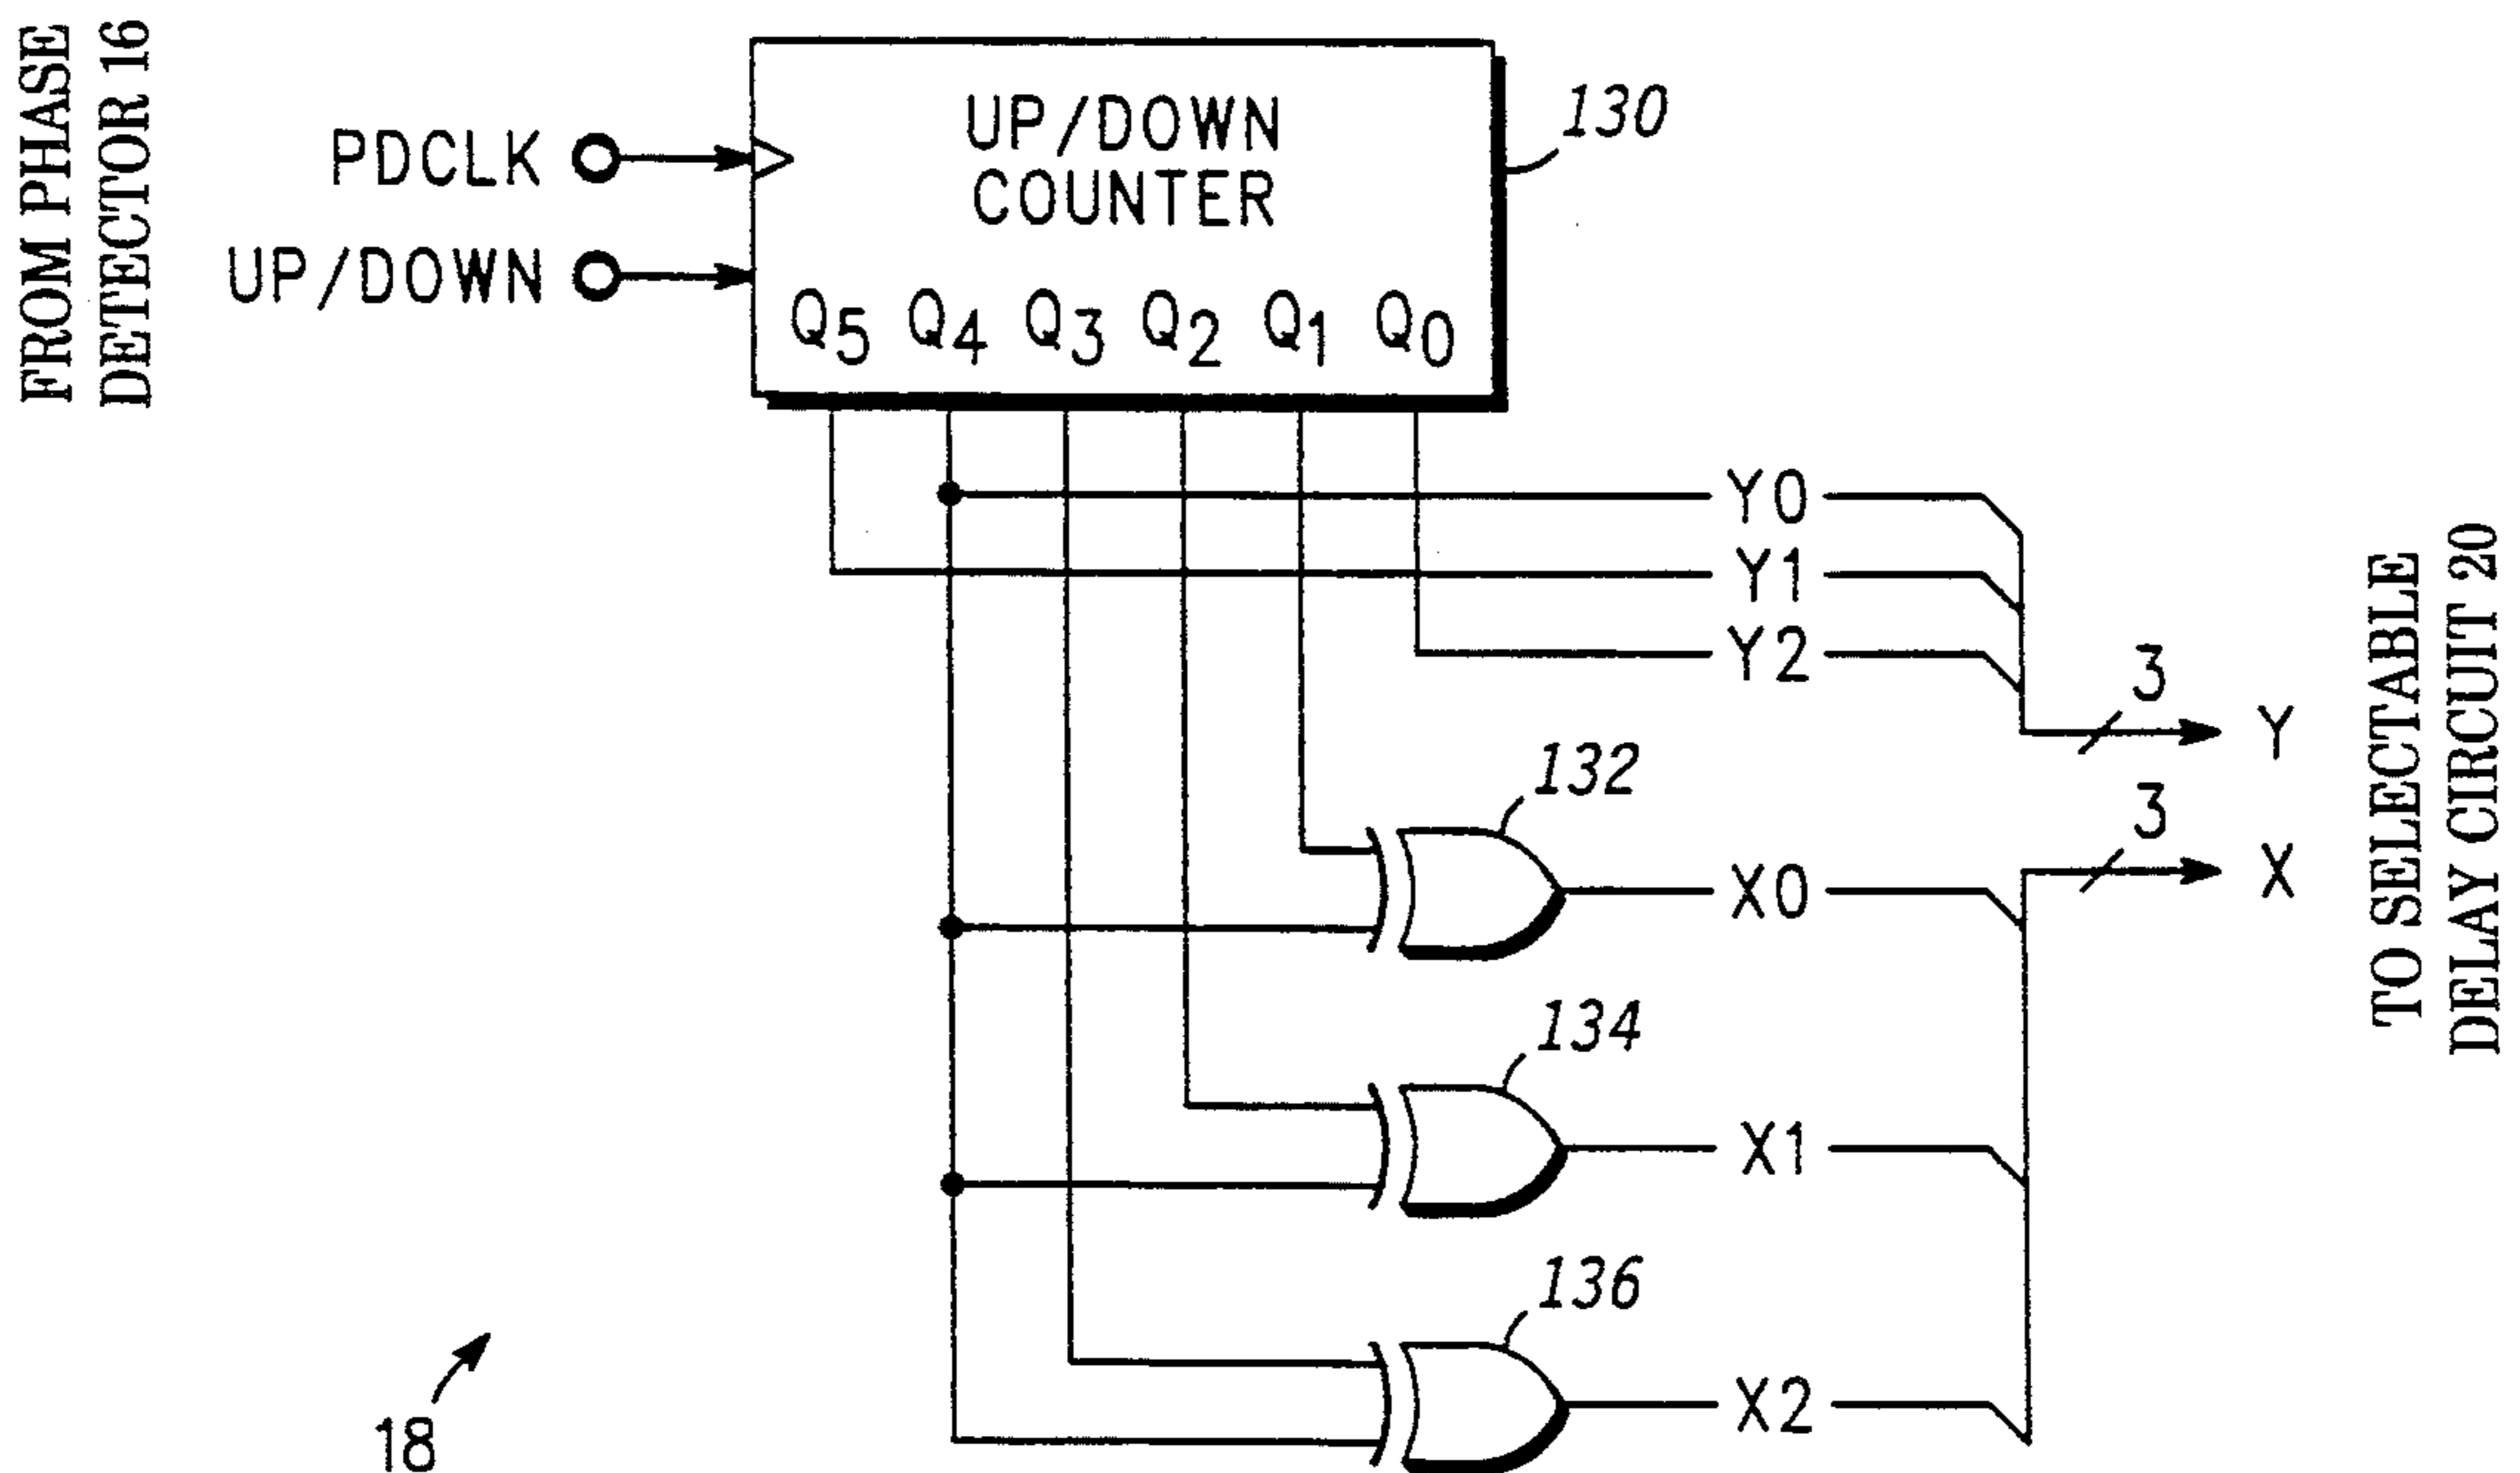 FROM PHASE
DETECTOR 16
PDCLK
UP/DOWN
UP/DOWN
COUNTER
Q5 Q4 Q3 Q2 Q1 Q0
130
Y0
Y1
Y2
3
Y
3
X
132
X0
134
X1
136
X2
TO SELECTABLE
DELAY CIRCUIT 20
18